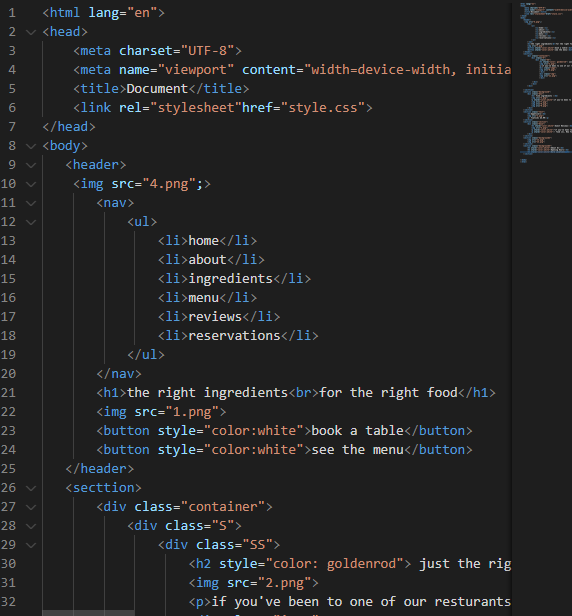 1 <html lang="en">
2 <head>
3 <meta charset="UTF-8">
4 <meta name="viewport" content="width=device-width, initia
5 <title>Document</title>
6 <link rel="stylesheet"href="style.css">
7 </head>
8 <body>
9 <header>
10 <img src="4.png";>
11 <nav>
12 <ul>
13 <li>home</li>
14 <li>about</li>
15 <li>ingredients</li>
16 <li>menu</li>
17 <li>reviews</li>
18 <li>reservations</li>
19 </ul>
20 </nav>
21 <h1>the right ingredients<br>for the right food</h1>
22 <img src="1.png">
23 <button style="color:white">book a table</button>
24 <button style="color:white">see the menu</button>
25 </header>
26 <secttion>
27 <div class="container">
28 <div class="S">
29 <div class="SS">
30 <h2 style="color: goldenrod"> just the rig
31 <img src="2.png">
32 <p>if you've been to one of our resturants